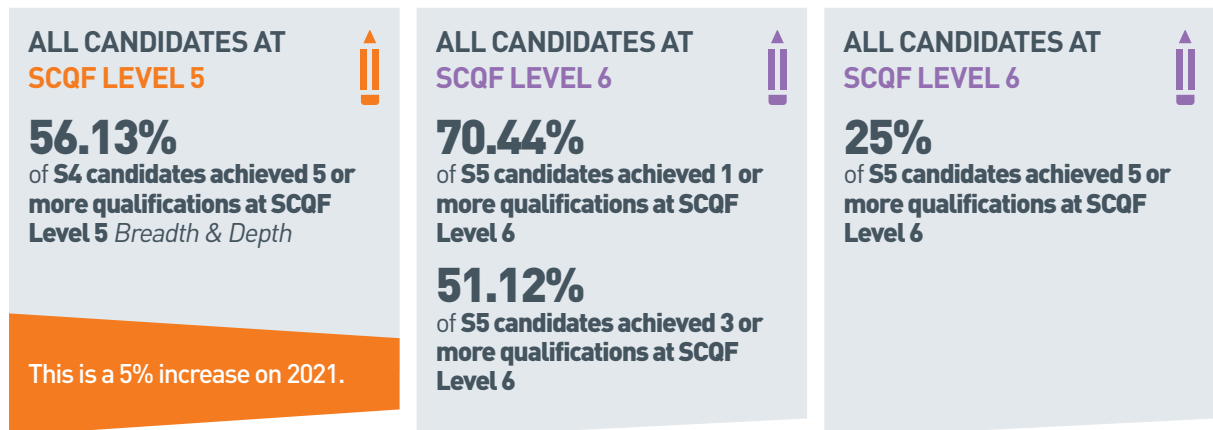 ALL CANDIDATES AT
SCQF LEVEL 5
56.13%
of S4 candidates achieved 5 or
more qualifications at SCQF
Level 5 Breadth & Depth
This is a 5% increase on 2021.
ALL CANDIDATES AT
SCQF LEVEL 6
70.44%
of S5 candidates achieved 1 or
more qualifications at SCQF
Level 6
51.12%
of S5 candidates achieved 3 or
more qualifications at SCQF
Level 6
ALL CANDIDATES AT
SCQF LEVEL 6
25%
of S5 candidates achieved 5 or
more qualifications at SCQF
Level 6